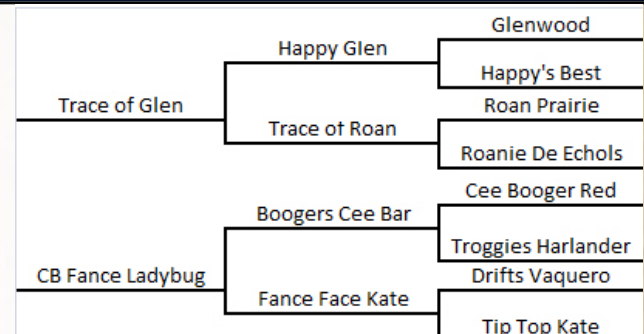 Glenwood
Happy Glen
Happy's Best
Trace of Glen
Roan Prairie
Trace of Roan
Roanie De Echols
Cee Booger Red
Boogers Cee Bar
Troggies Harlander
CB Fance Ladybug
Drifts Vaquero
Fance Face Kate
Tip Top Kate